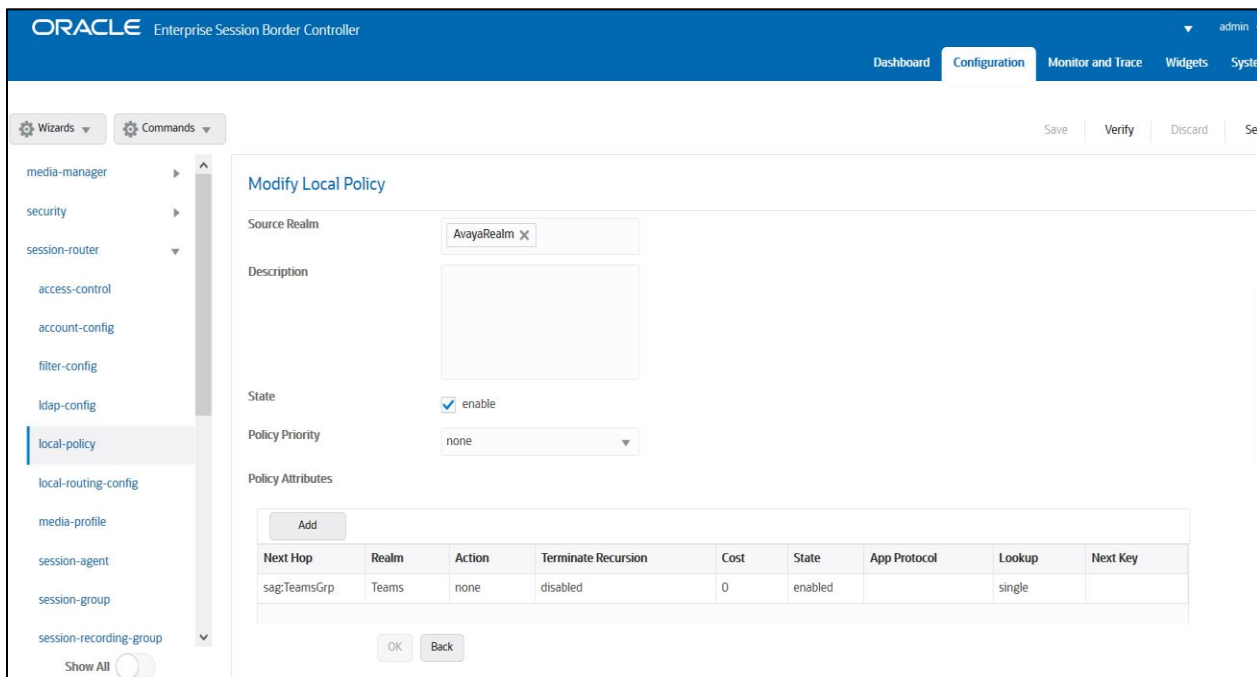 ORACLE Enterprise Session Border Controller
admin
Dashboard Configuration Monitor and Trace Widgets Syste
Wizards Commands
Save Verify Discard Se
media-manager
security
session-router
access-control
account-config
filter-config
ldap-config
local-policy
local-routing-config
media-profile
session-agent
session-group
session-recording-group
Show All
Modify Local Policy
Source Realm AvayaRealm
Description
State enable
Policy Priority none
Policy Attributes
Add
Next Hop Realm Action Terminate Recursion Cost State App Protocol Lookup Next Key
sag:TeamsGrp Teams none disabled 0 enabled single
OK Back